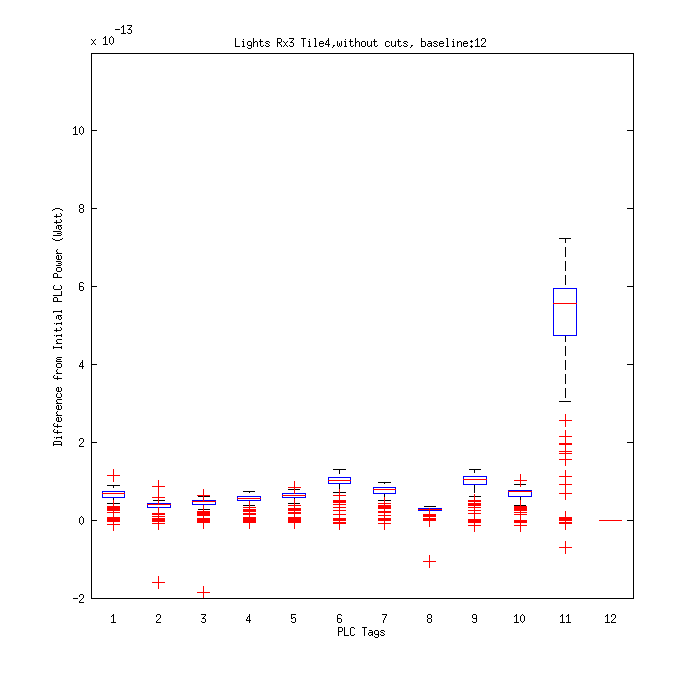 x 10^-13
Lights Rx3 Tile4,without cuts, baseline:12
Difference from Initial PLC Power (Watt)
10
8
6
4
2
0
-2
1 2 3 4 5 6 7 8 9 10 11 12
PLC Tags